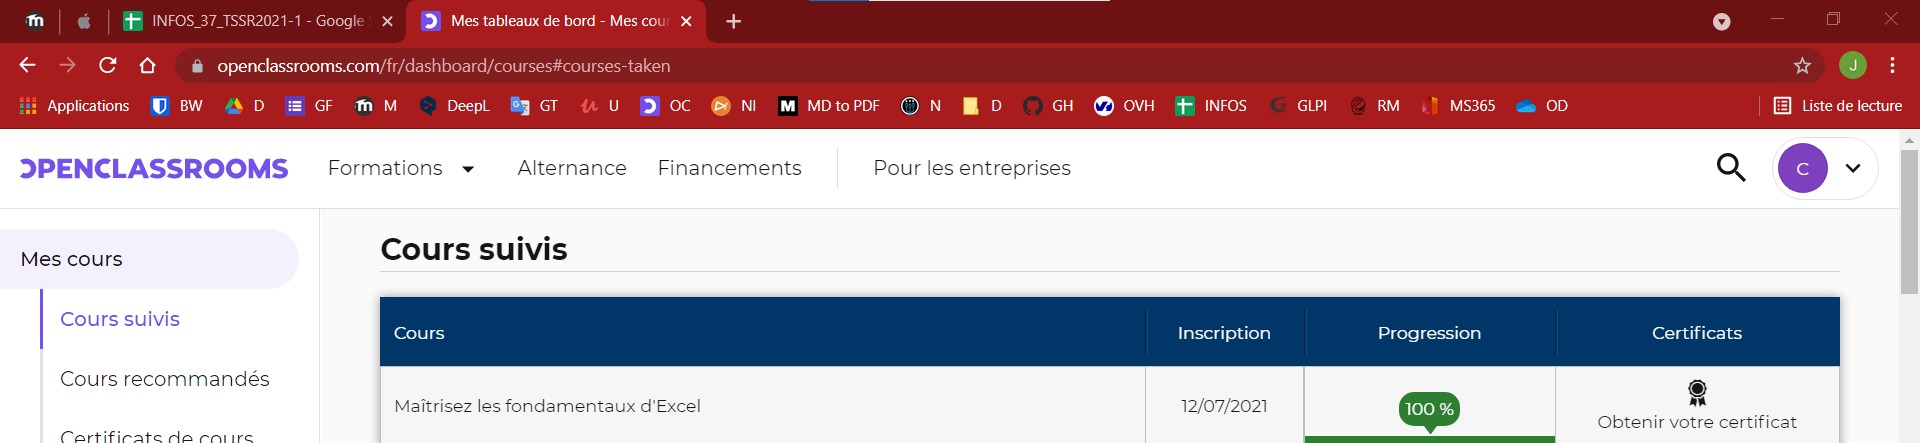 INFOS_37_TSSR2021-1 - Google
Mes tableaux de bord - Mes cour
openclassrooms.com/fr/dashboard/courses#courses-taken
J
Applications BW D GF M DeepL GT U OC NI MD to PDF N D GH OVH INFOS GLPI RM MS365 OD Liste de lecture
OPENCLASSROOMS Formations Alternance Financements Pour les entreprises C
Mes cours
Cours suivis
Cours recommandés
Certificats de cours
Cours suivis
Cours Inscription Progression Certificats
Maîtrisez les fondamentaux d'Excel 12/07/2021 100 % Obtenir votre certificat